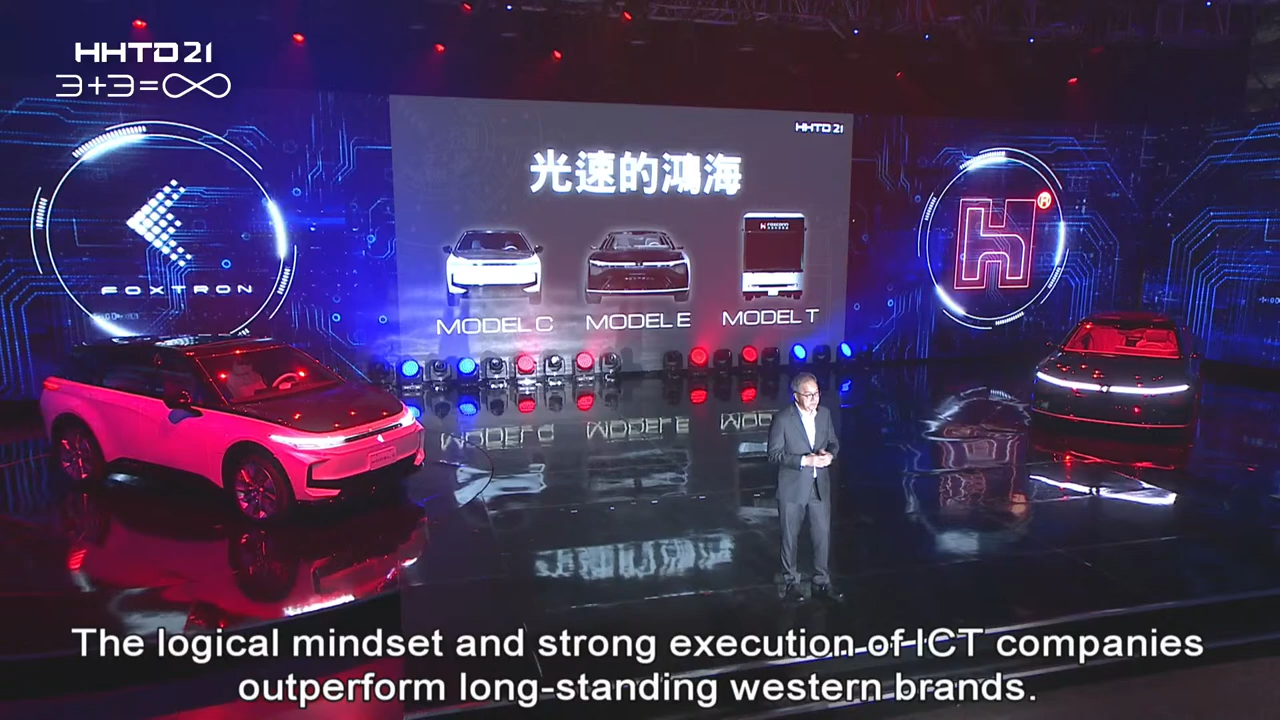 HHTD21
3+3=∞
HHTD21
光速的鴻海
FOXTRON
h
®
FOXCONN
MODEL C
MODEL E
MODEL T
The logical mindset and strong execution of ICT companies
outperform long-standing western brands.